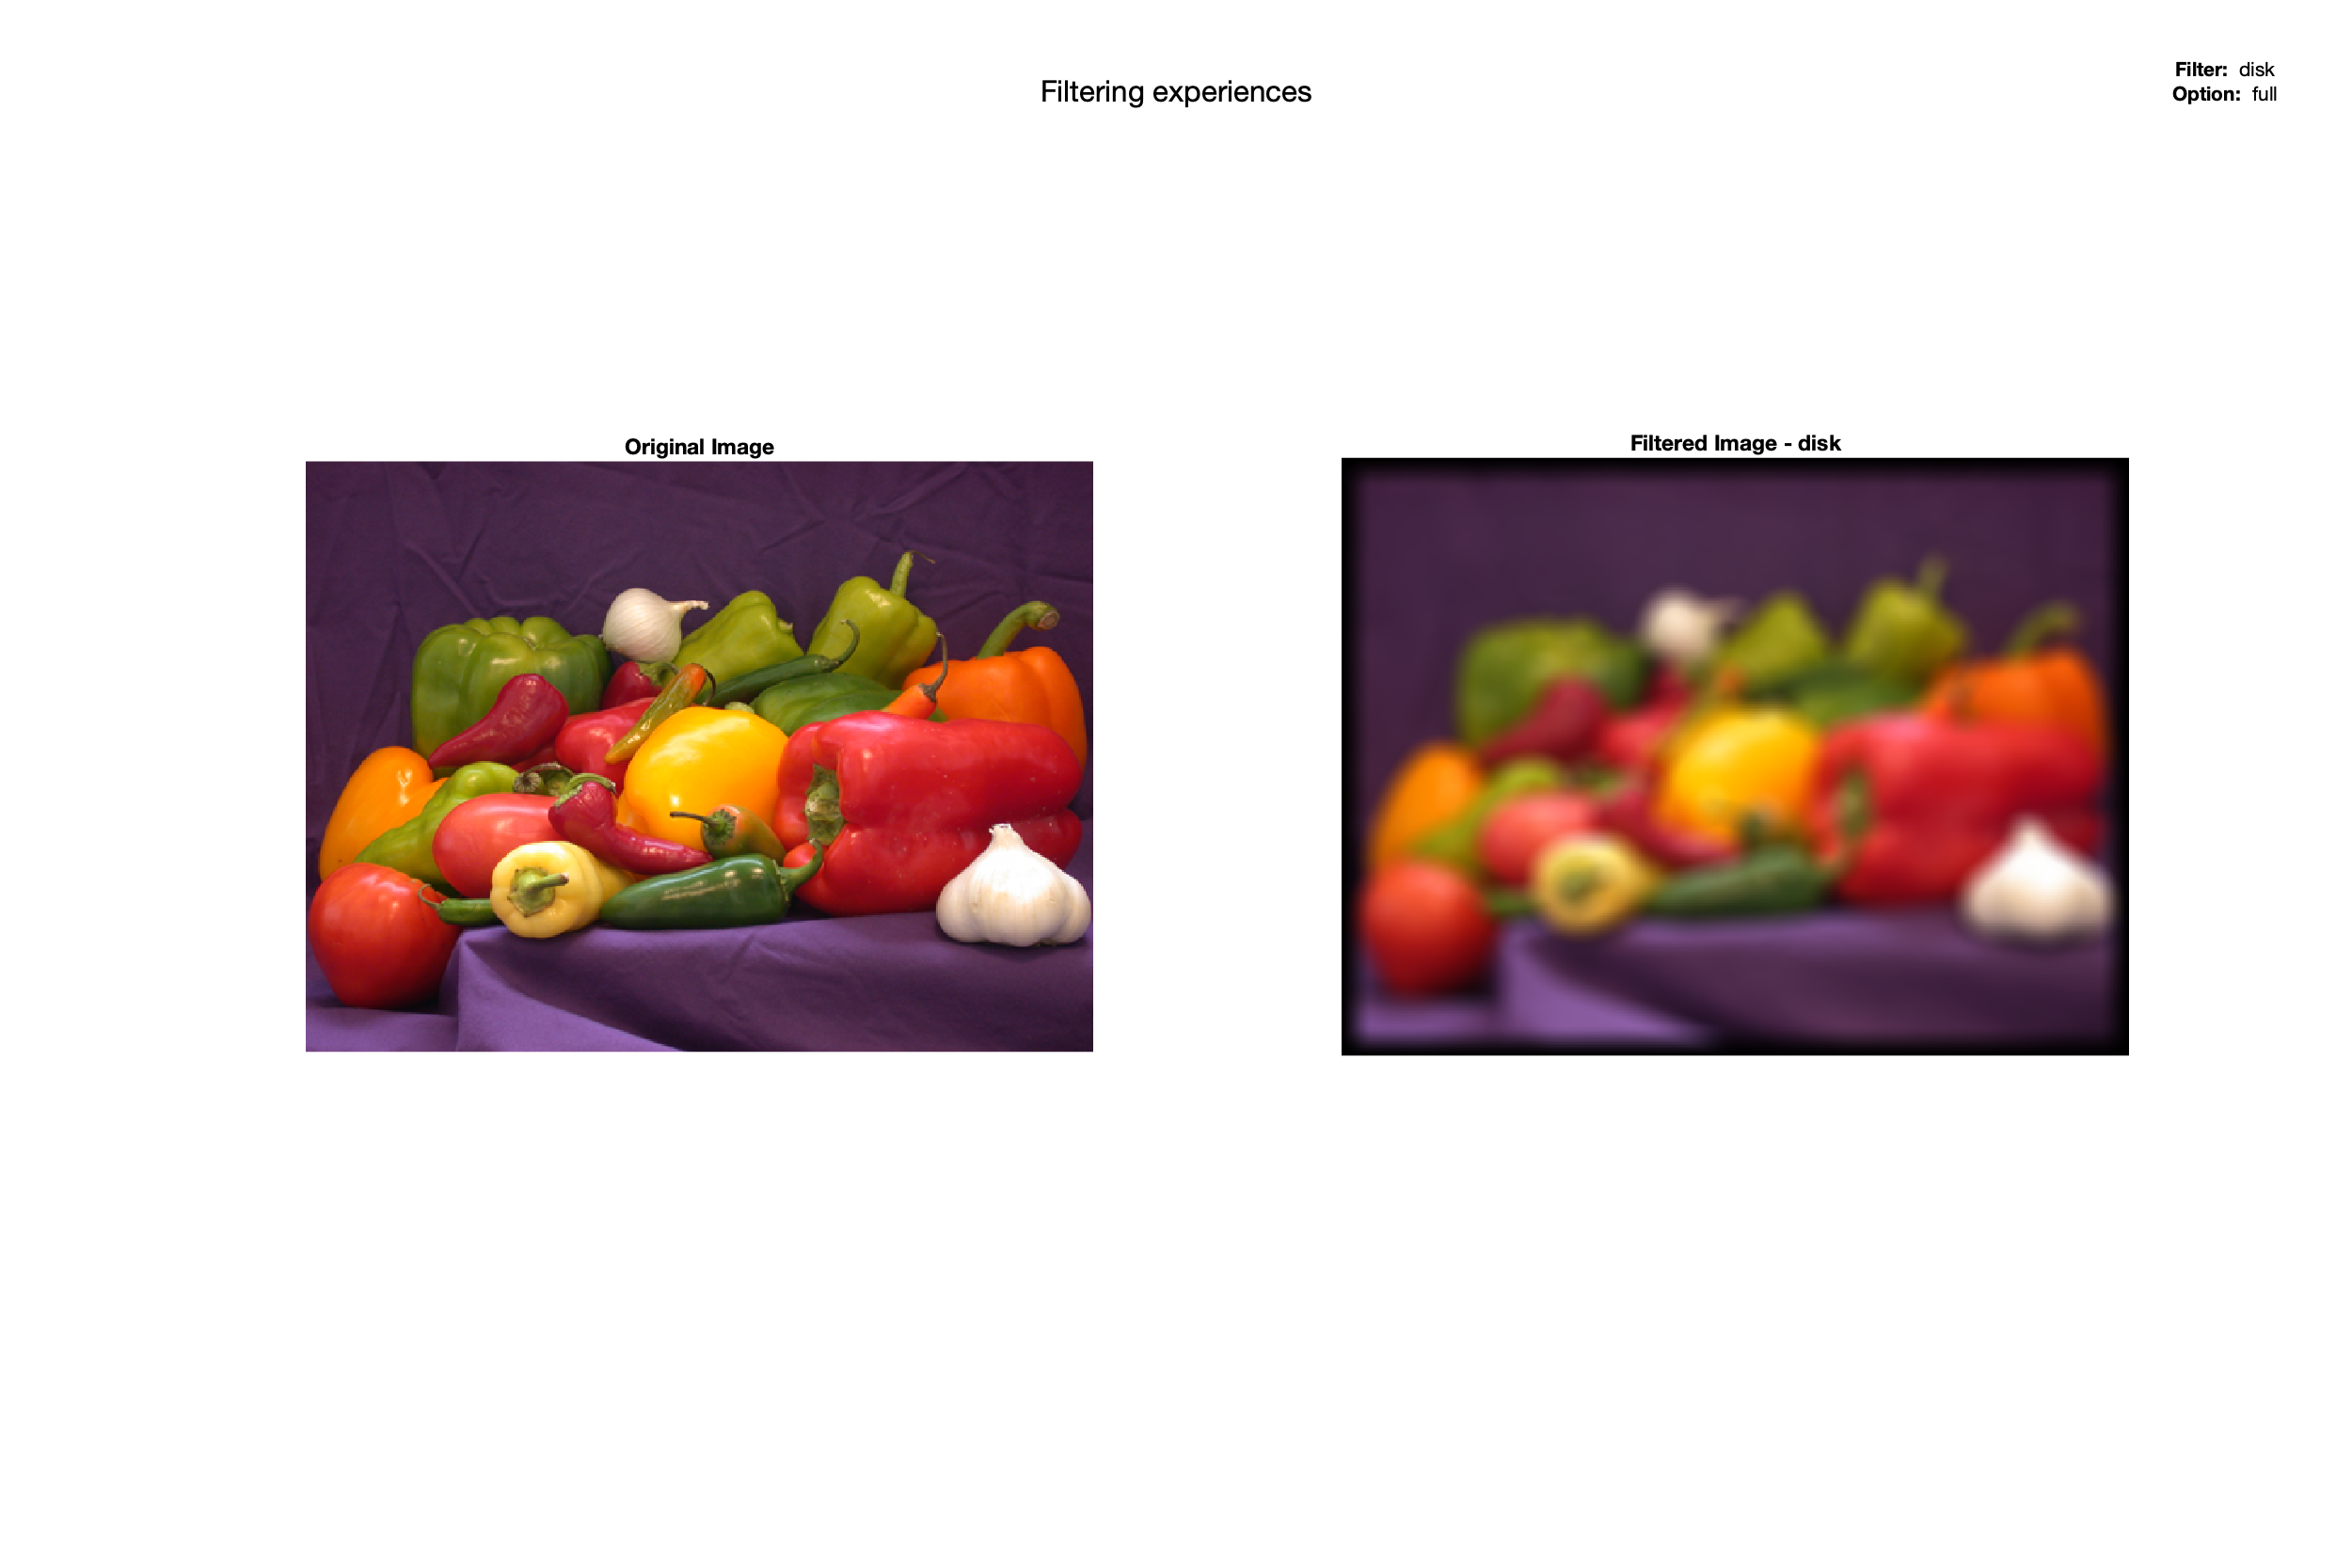 Filtering experiences
Filter: disk
Option: full
Original Image
Filtered Image - disk